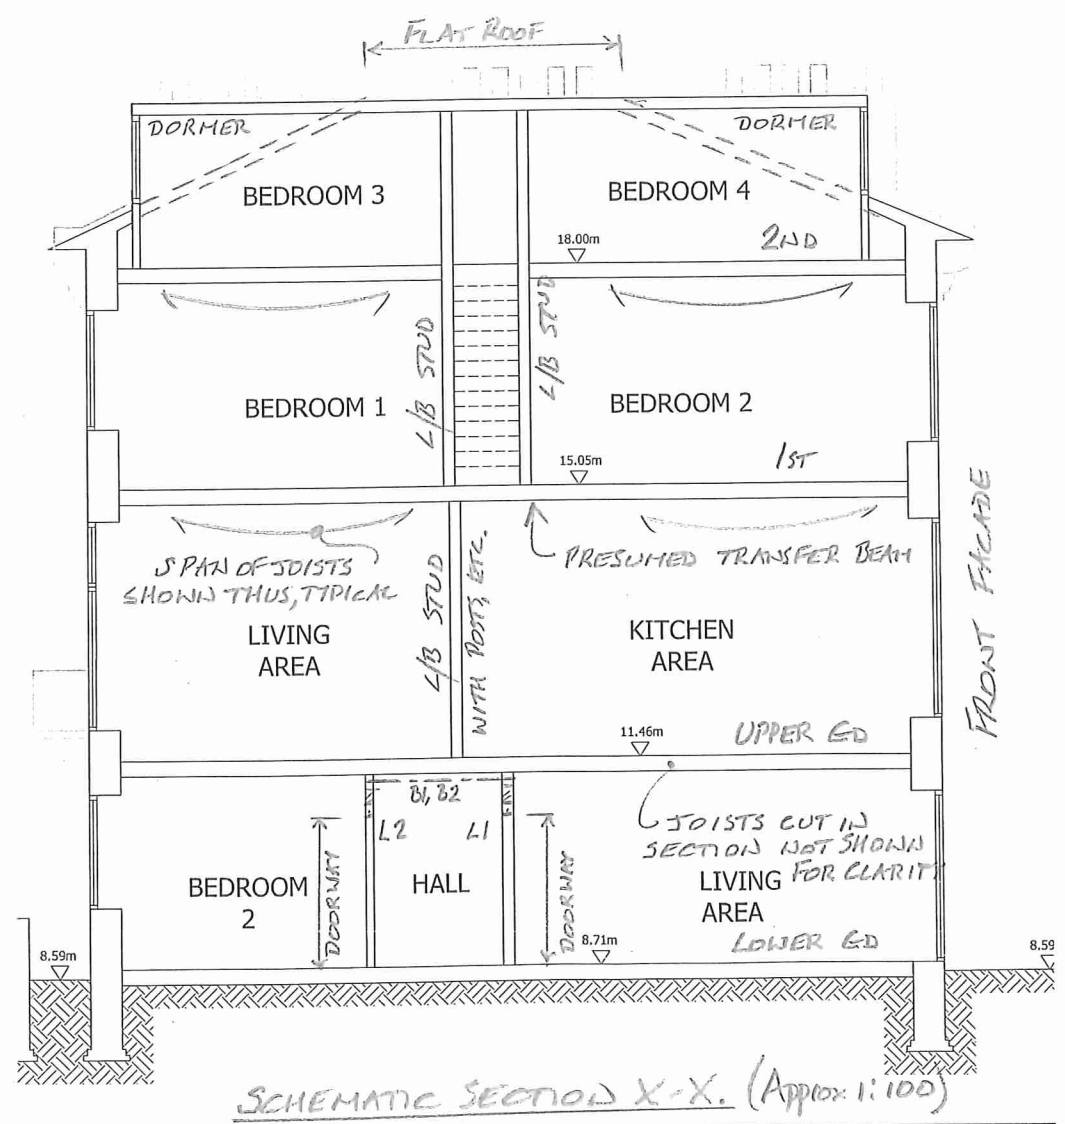 FLAT ROOF
DORMER
DORMER
BEDROOM 3
BEDROOM 4
18.00m
2ND
L/B STUD
L/B STUD
BEDROOM 1
BEDROOM 2
15.05m
1ST
PRESUMED TRANSFER BEAM
SPAN OF JOISTS
SHOWN THUS, TYPICAL
LIVING
AREA
L/B STUD
WITH POSTS, ETC.
KITCHEN
AREA
FRONT FACADE
11.46m
UPPER GD
B1, B2
L2
L1
JOISTS CUT IN
SECTION NOT SHOWN
FOR CLARITY
BEDROOM
2
DOORWAY
HALL
DOORWAY
LIVING
AREA
8.71m
LOWER GD
8.59m
8.59
SCHEMATIC SECTION X-X. (Approx 1:100)